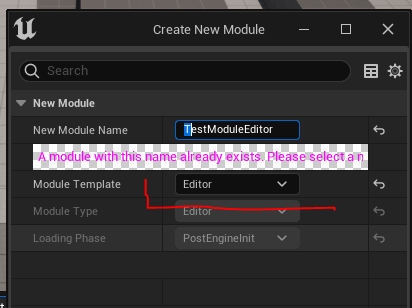 Create New Module
Search
New Module
New Module Name
TestModuleEditor
A module with this name already exists. Please select a n
Module Template
Editor
Module Type
Editor
Loading Phase
PostEngineInit